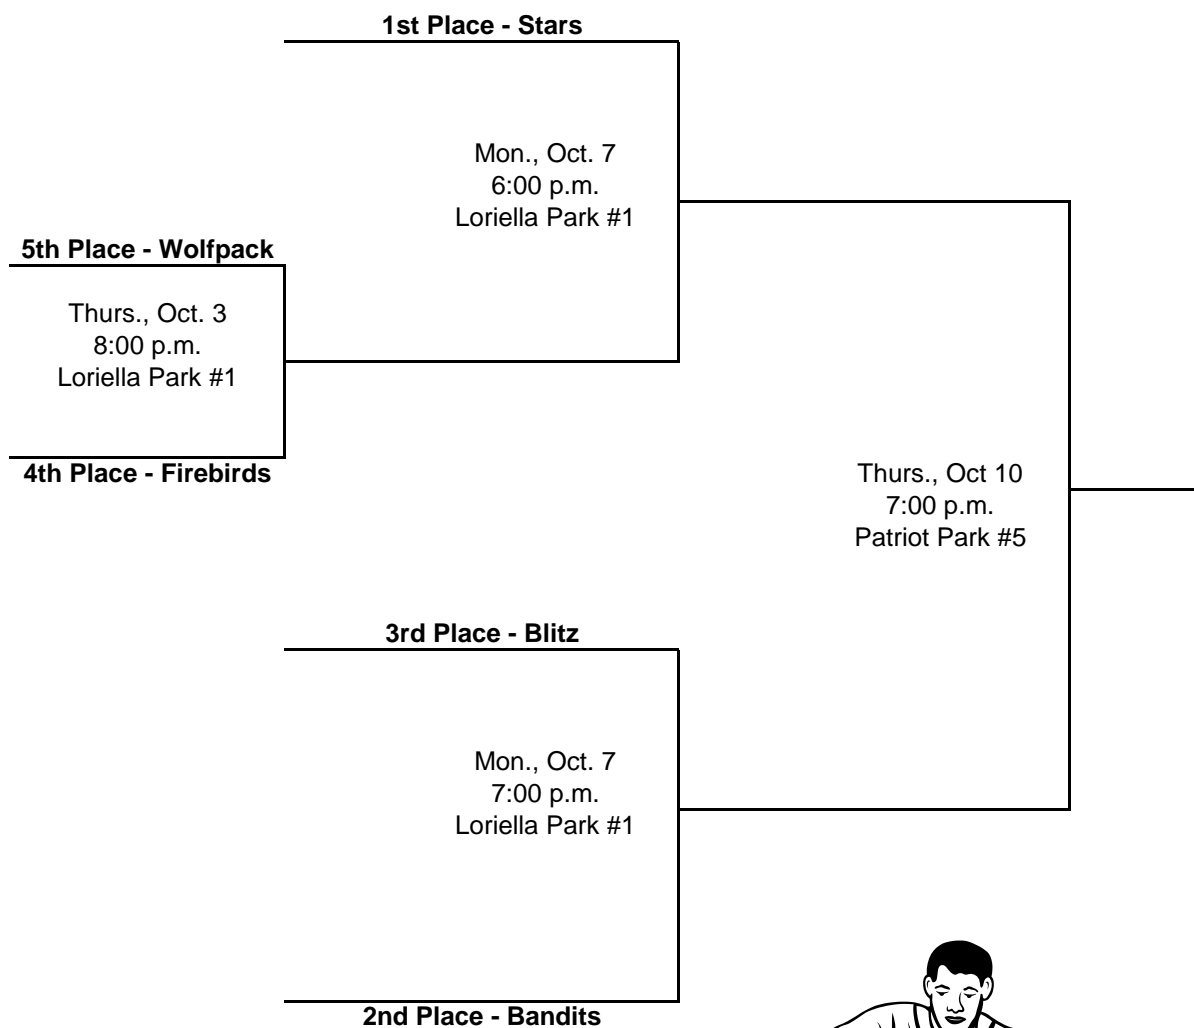 1st Place - Stars
Mon., Oct. 7
6:00 p.m.
Loriella Park #1
5th Place - Wolfpack
Thurs., Oct. 3
8:00 p.m.
Loriella Park #1
4th Place - Firebirds
Thurs., Oct 10
7:00 p.m.
Patriot Park #5
3rd Place - Blitz
Mon., Oct. 7
7:00 p.m.
Loriella Park #1
2nd Place - Bandits